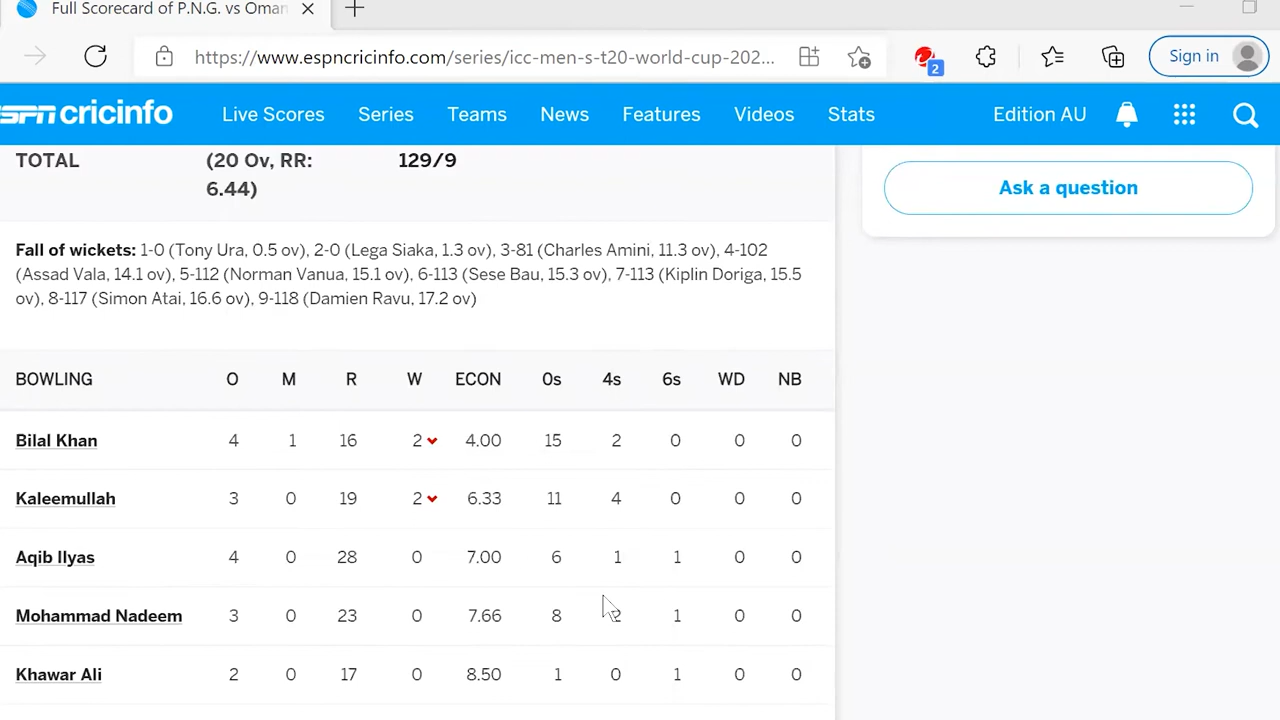 Full Scorecard of P.N.G. vs Oman
https://www.espncricinfo.com/series/icc-men-s-t20-world-cup-202...
2
Sign in
ESPN cricinfo
Live Scores Series Teams News Features Videos Stats Edition AU
TOTAL (20 Ov, RR: 129/9
6.44)
Ask a question
Fall of wickets: 1-0 (Tony Ura, 0.5 ov), 2-0 (Lega Siaka, 1.3 ov), 3-81 (Charles Amini, 11.3 ov), 4-102
(Assad Vala, 14.1 ov), 5-112 (Norman Vanua, 15.1 ov), 6-113 (Sese Bau, 15.3 ov), 7-113 (Kiplin Doriga, 15.5
ov), 8-117 (Simon Atai, 16.6 ov), 9-118 (Damien Ravu, 17.2 ov)
BOWLING O M R W ECON 0s 4s 6s WD NB
Bilal Khan 4 1 16 2 4.00 15 2 0 0 0
Kaleemullah 3 0 19 2 6.33 11 4 0 0 0
Aqib Ilyas 4 0 28 0 7.00 6 1 1 0 0
Mohammad Nadeem 3 0 23 0 7.66 8 2 1 0 0
Khawar Ali 2 0 17 0 8.50 1 0 1 0 0